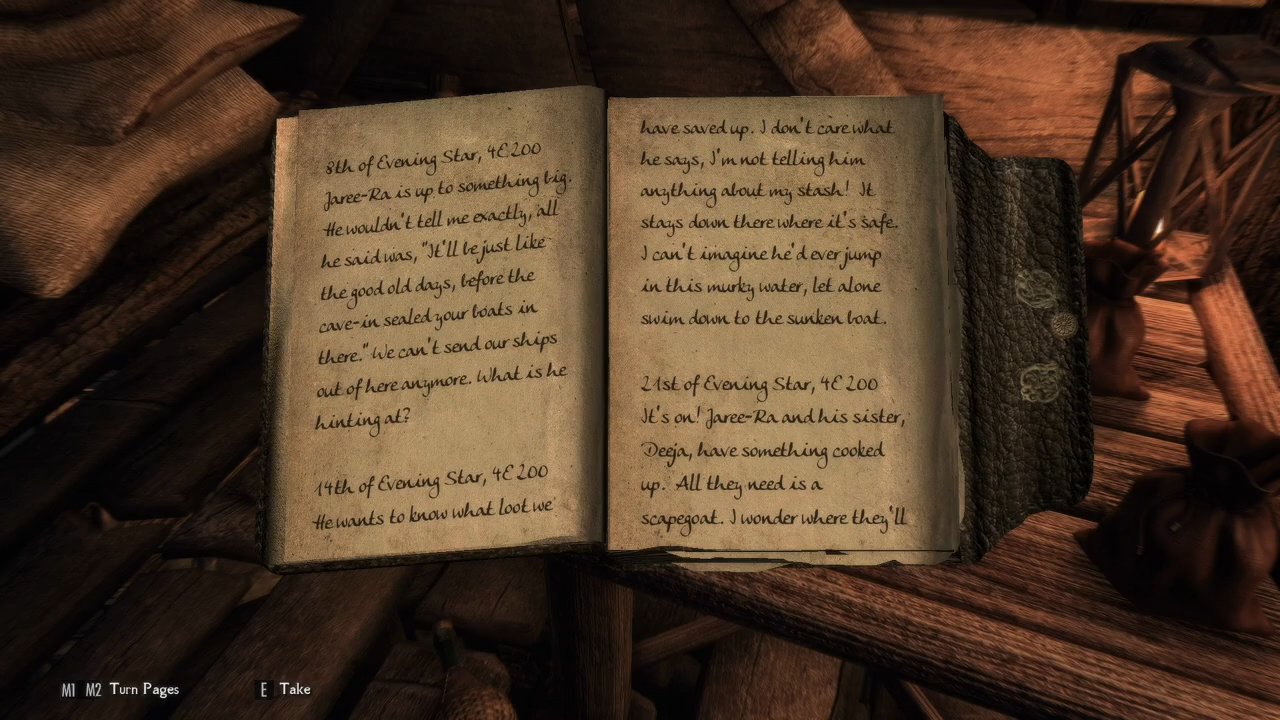 8th of Evening Star, 4E 200
Jaree-Ra is up to something big.
He wouldn't tell me exactly, all
he said was, "It'll be just like
the good old days, before the
cave-in sealed your boats in
there." We can't send our ships
out of here anymore. What is he
hinting at?
14th of Evening Star, 4E 200
He wants to know what loot we
have saved up. I don't care what
he says, I'm not telling him
anything about my stash! It
stays down there where it's safe.
I can't imagine he'd ever jump
in this murky water, let alone
swim down to the sunken boat.
21st of Evening Star, 4E 200
It's on! Jaree-Ra and his sister,
Deeja, have something cooked
up. All they need is a
scapegoat. I wonder where they'll
M1 M2 Turn Pages
E Take